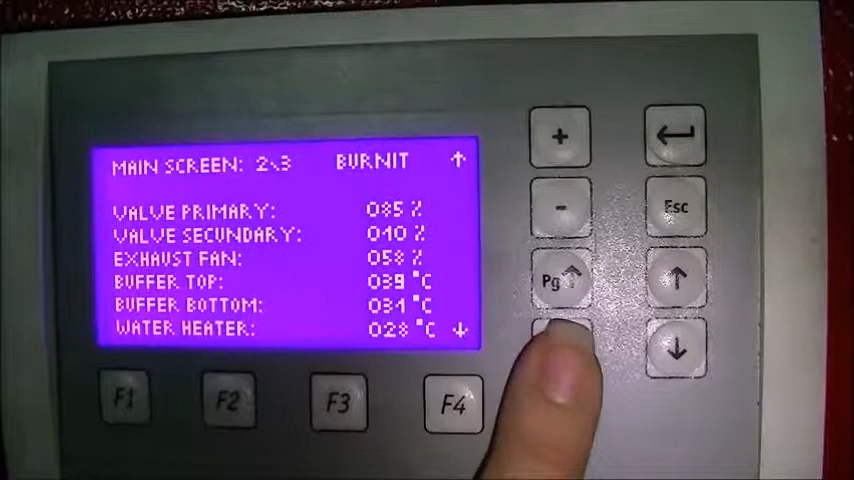 MAIN SCREEN: 2\3 BURNIT ↑
VALVE PRIMARY: 085 %
VALVE SECUNDARY: 010 %
EXHAUST FAN: 058 %
BUFFER TOP: 039 °C
BUFFER BOTTOM: 031 °C
WATER HEATER: 028 °C ↓
+
-
Esc
Pg
F1 F2 F3 F4